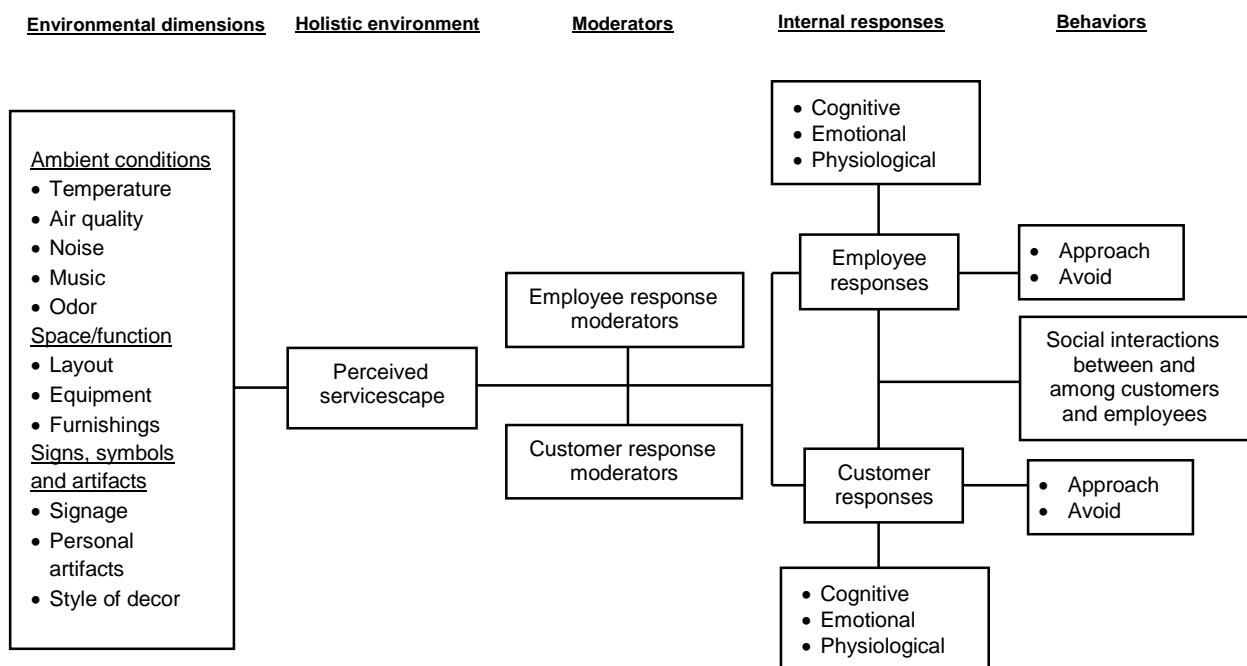 Environmental dimensions
Holistic environment
Moderators
Internal responses
Behaviors
Ambient conditions
• Temperature
• Air quality
• Noise
• Music
• Odor
Space/function
• Layout
• Equipment
• Furnishings
Signs, symbols
and artifacts
• Signage
• Personal
artifacts
• Style of decor
Perceived
servicescape
Employee response
moderators
Customer response
moderators
• Cognitive
• Emotional
• Physiological
Employee
responses
Customer
responses
• Cognitive
• Emotional
• Physiological
• Approach
• Avoid
Social interactions
between and
among customers
and employees
• Approach
• Avoid